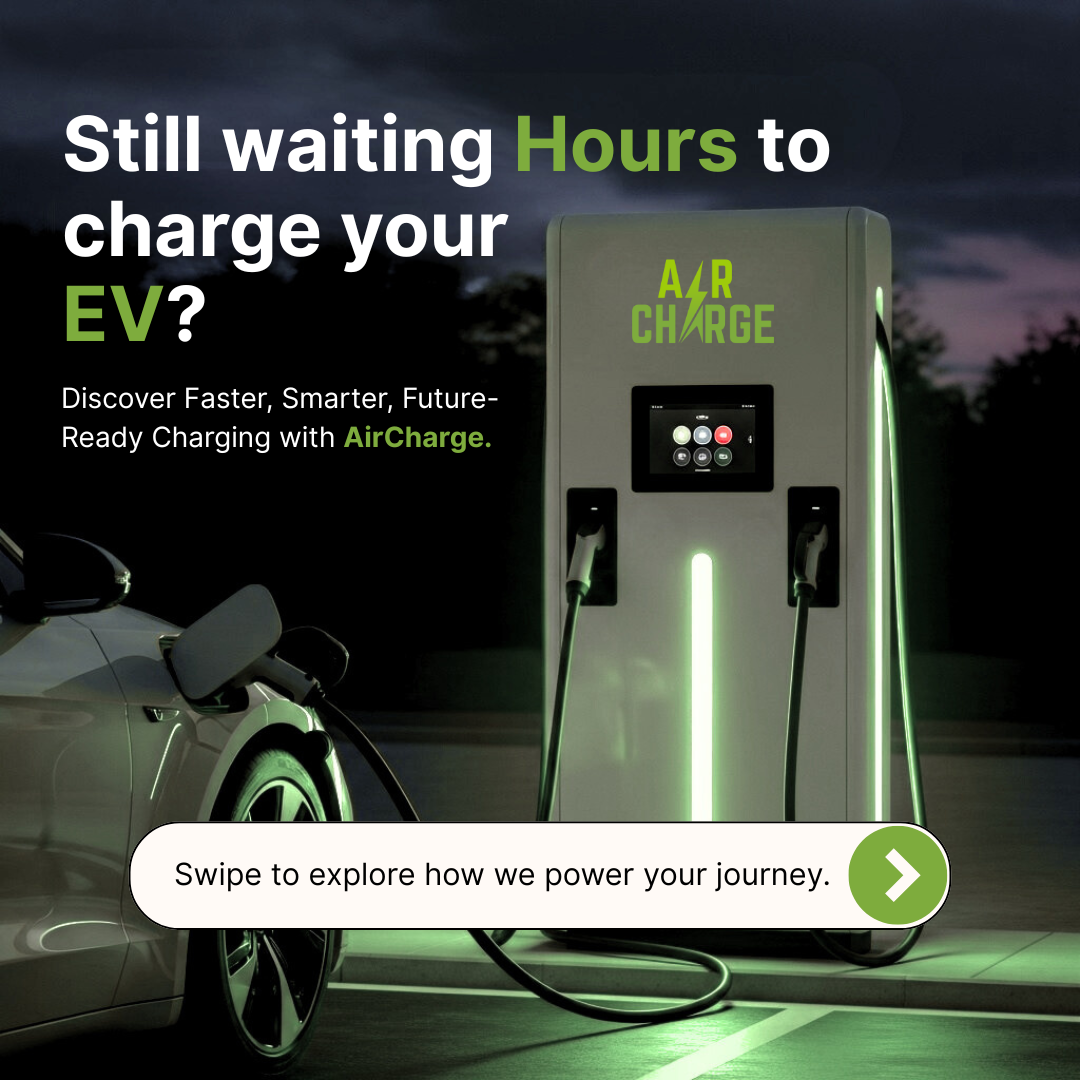 Still waiting Hours to
charge your
EV?
Discover Faster, Smarter, Future-
Ready Charging with AirCharge.
AIR
CHARGE
Swipe to explore how we power your journey.